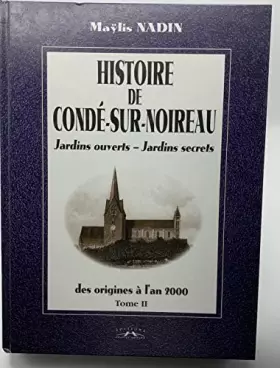 Maÿlis NADIN
HISTOIRE
DE
CONDÉ-SUR-NOIREAU
Jardins ouverts – Jardins secrets
des origines à l'an 2000
Tome II